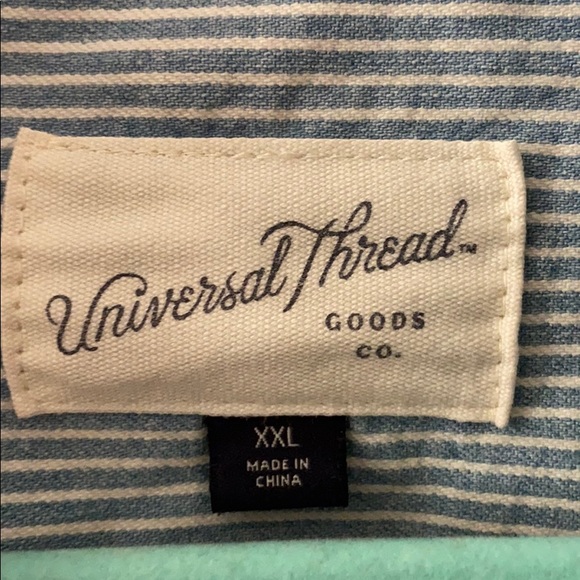 Universal Thread™
GOODS
CO.
XXL
MADE IN
CHINA